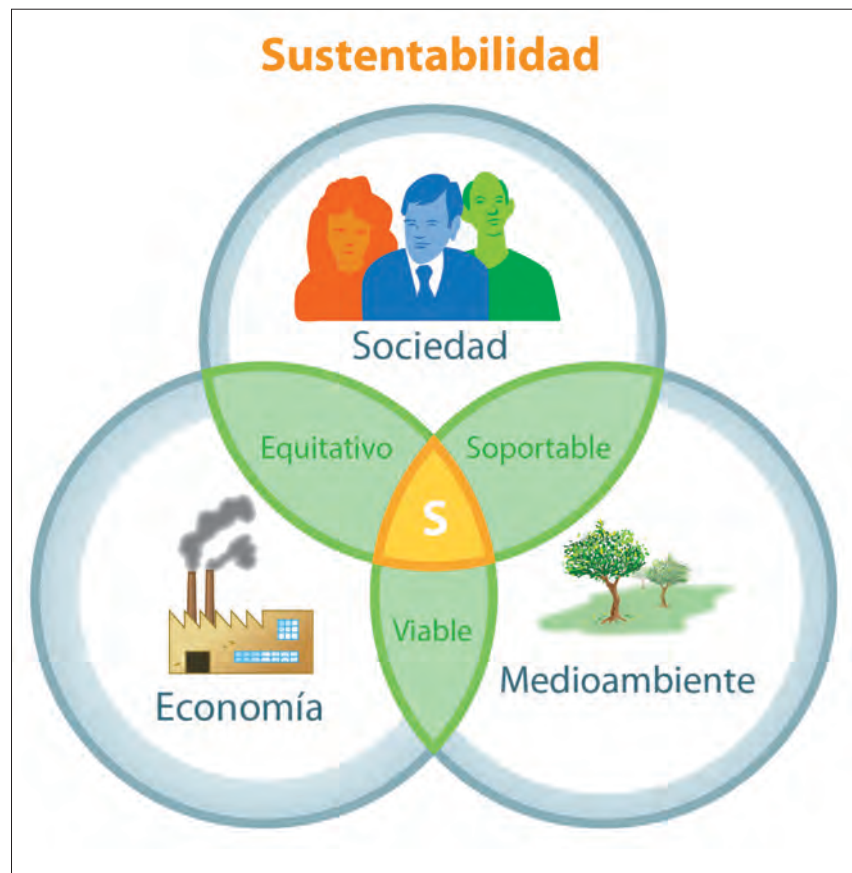 Sustentabilidad
Sociedad
Equitativo
Soportable
S
Viable
Economía
Medioambiente